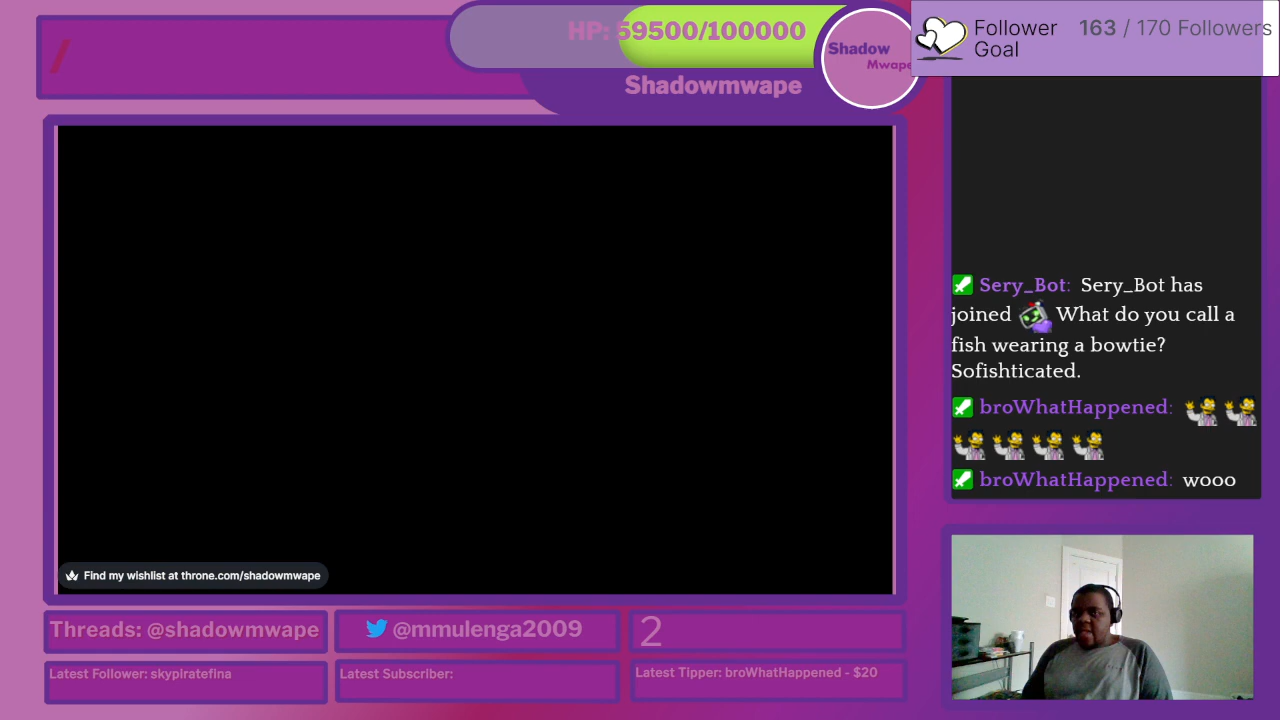 /
HP: 59500/100000
Shadowmwape
Shadow
Mwape
Follower Goal
163 / 170 Followers
Sery_Bot: Sery_Bot has
joined What do you call a
fish wearing a bowtie?
Sofishticated.
broWhatHappened:
broWhatHappened: wooo
Find my wishlist at throne.com/shadowmwape
Threads: @shadowmwape
@mmulenga2009
2
Latest Follower: skypiratefina
Latest Subscriber:
Latest Tipper: broWhatHappened - $20